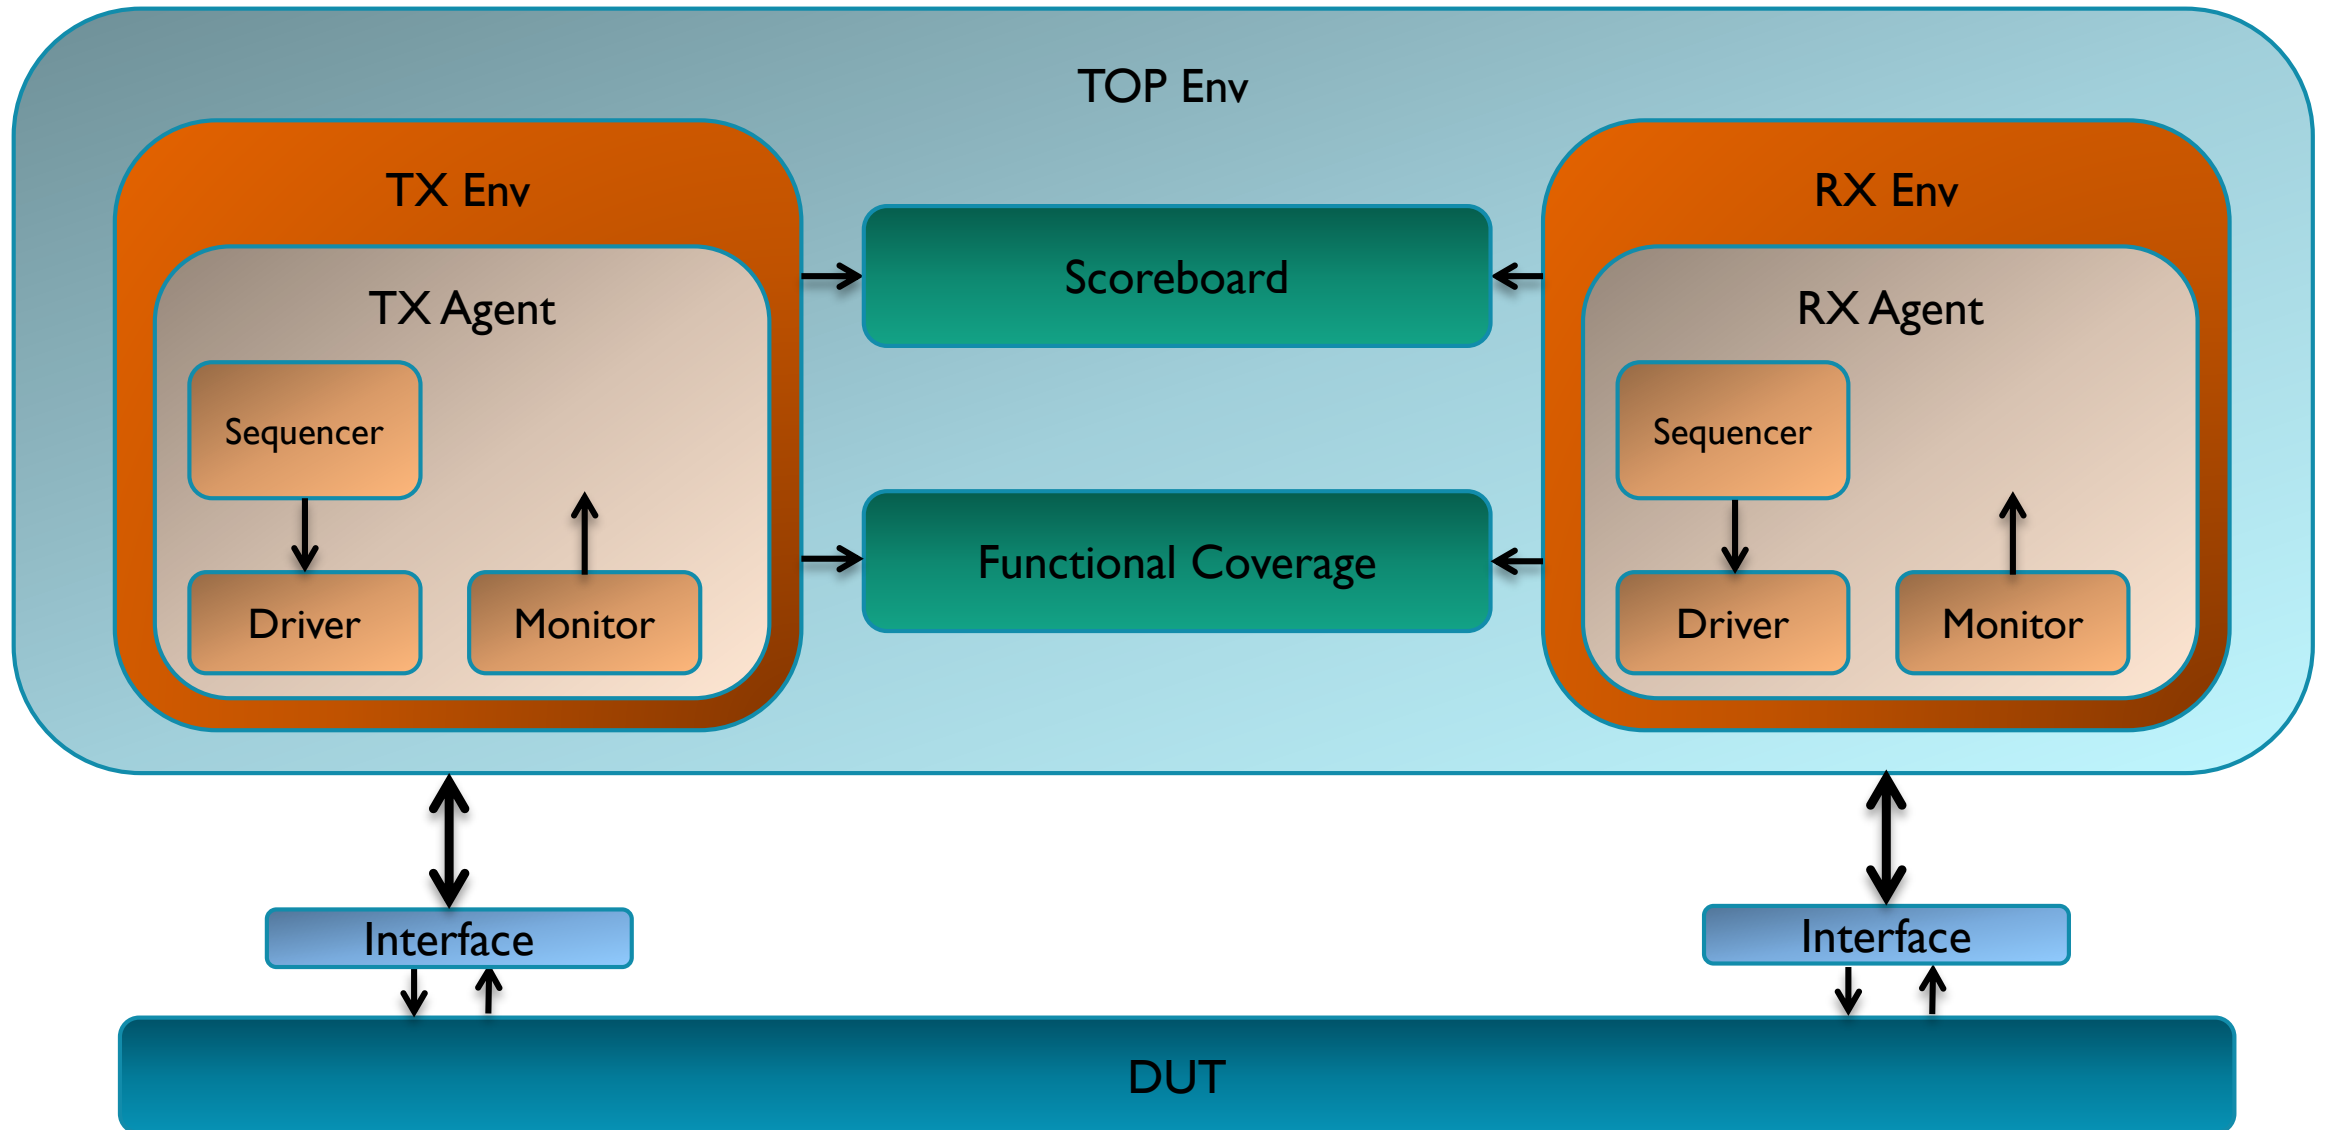 TOP Env
TX Env
RX Env
Scoreboard
TX Agent
RX Agent
Sequencer
Sequencer
Functional Coverage
Driver
Monitor
Driver
Monitor
Interface
Interface
DUT